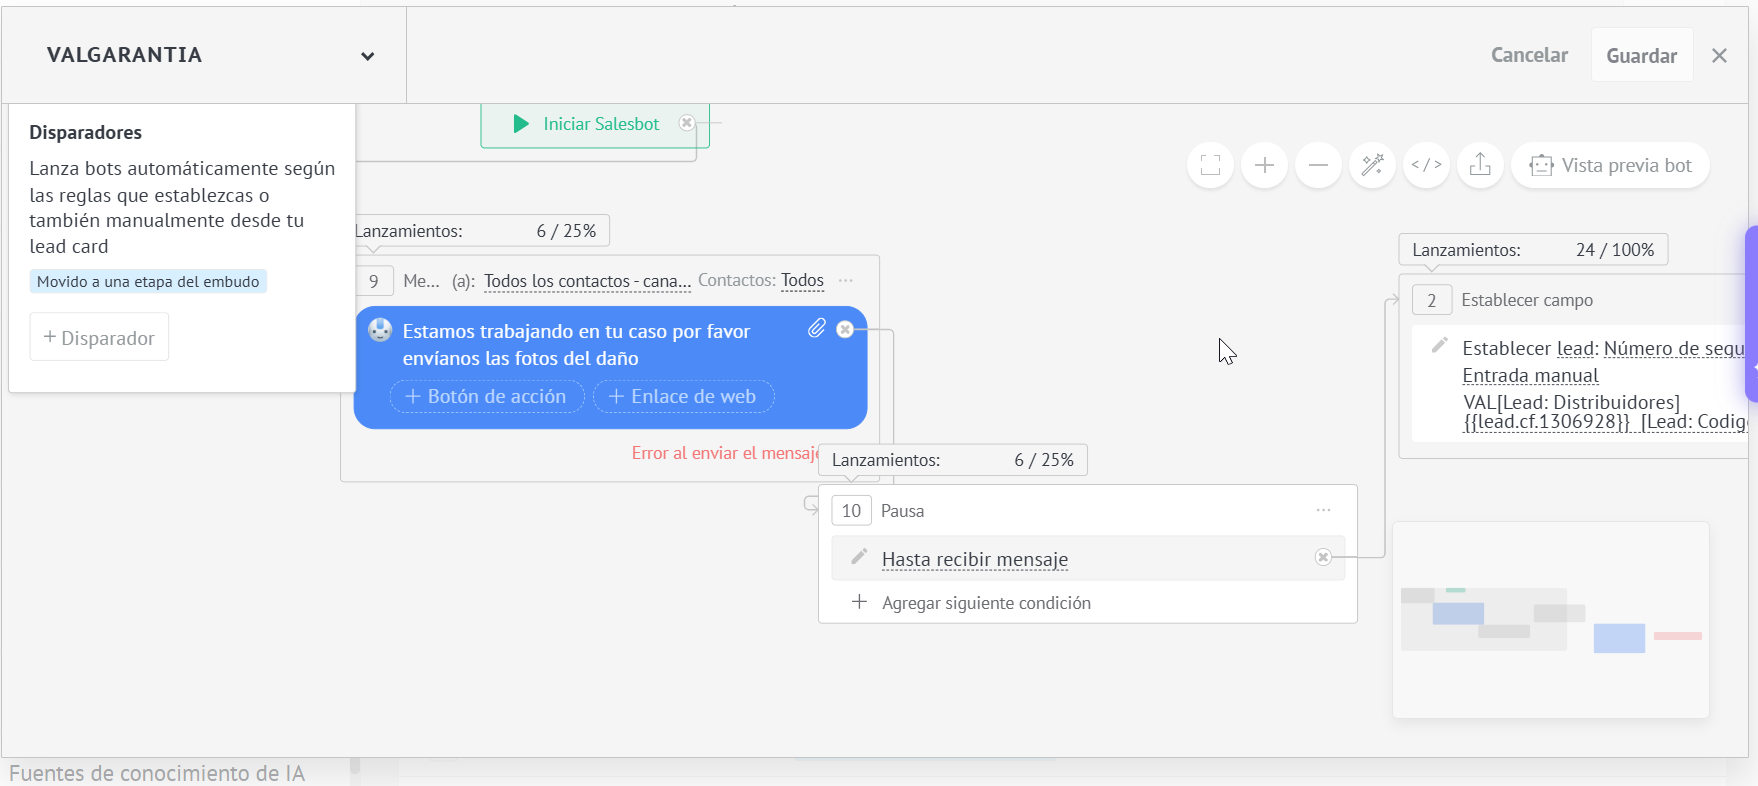 VALGARANTIA
Cancelar
Guardar
Disparadores
Lanza bots automáticamente según
las reglas que establezcas o
también manualmente desde tu
lead card
Movido a una etapa del embudo
+ Disparador
Iniciar Salesbot
</>
Vista previa bot
Lanzamientos: 6 / 25%
9 Me... (a): Todos los contactos - cana... Contactos: Todos ...
Estamos trabajando en tu caso por favor
envíanos las fotos del daño
+ Botón de acción
+ Enlace de web
Error al enviar el mensaje
Lanzamientos: 6 / 25%
10 Pausa ...
Hasta recibir mensaje
+ Agregar siguiente condición
Lanzamientos: 24 / 100%
2 Establecer campo
Establecer lead: Número de segu
Entrada manual
VAL[Lead: Distribuidores]
{{lead.cf.1306928}} [Lead: Codig
Fuentes de conocimiento de IA